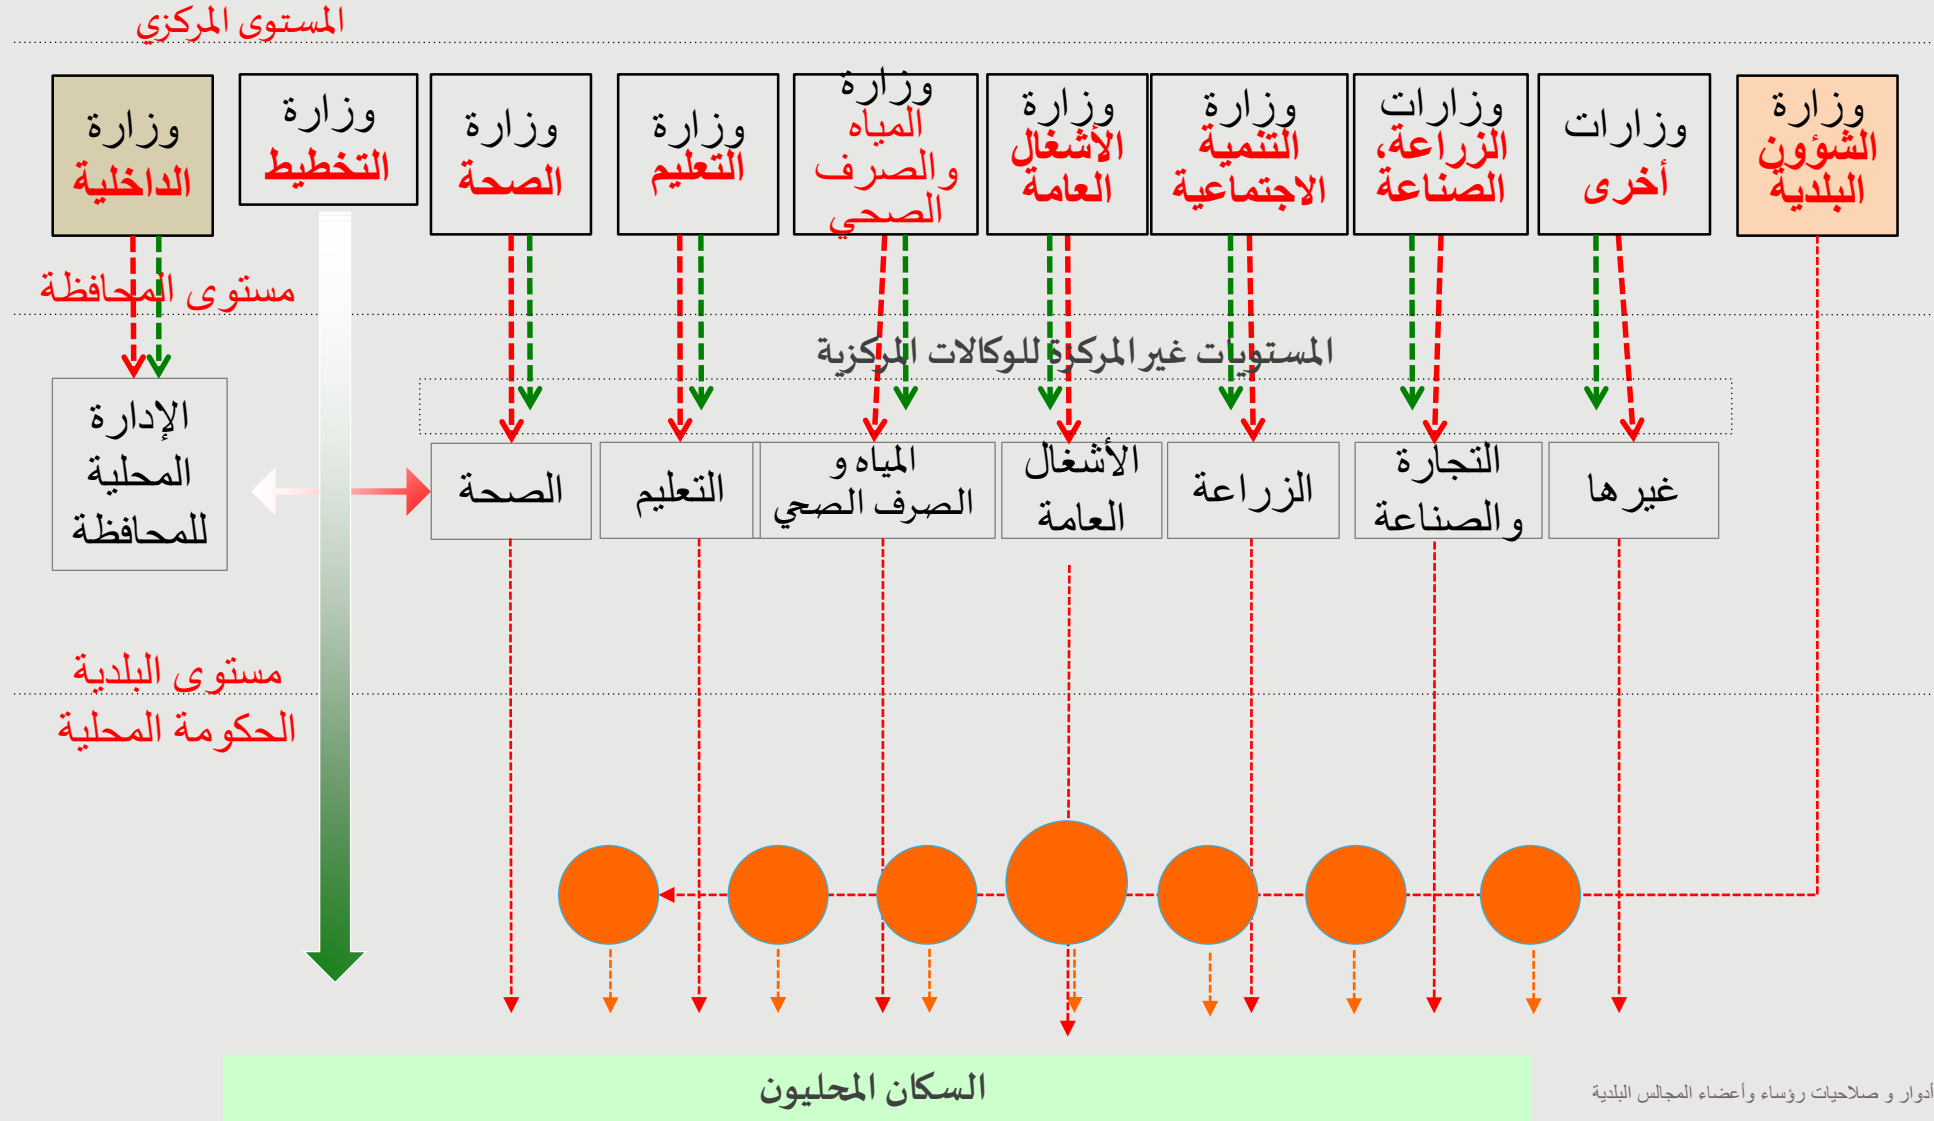 المستوى المركزي
وزارة
الشؤون
البلدية
وزارات
أخرى
وزارات
الزراعة،
الصناعة
وزارة
التنمية
الاجتماعية
وزارة
الأشغال
العامة
وزارة
المياه
والصرف
الصحي
وزارة
التعليم
وزارة
الصحة
وزارة
التخطيط
وزارة
الداخلية
مستوى المحافظة
المستويات غير المركزة للوكالات المركزية
غيرها
التجارة
والصناعة
الزراعة
الأشغال
العامة
المياه و
الصرف الصحي
التعليم
الصحة
الإدارة
المحلية
للمحافظة
مستوى البلدية
الحكومة المحلية
السكان المحليون
أدوار و صلاحيات رؤساء وأعضاء المجالس البلدية